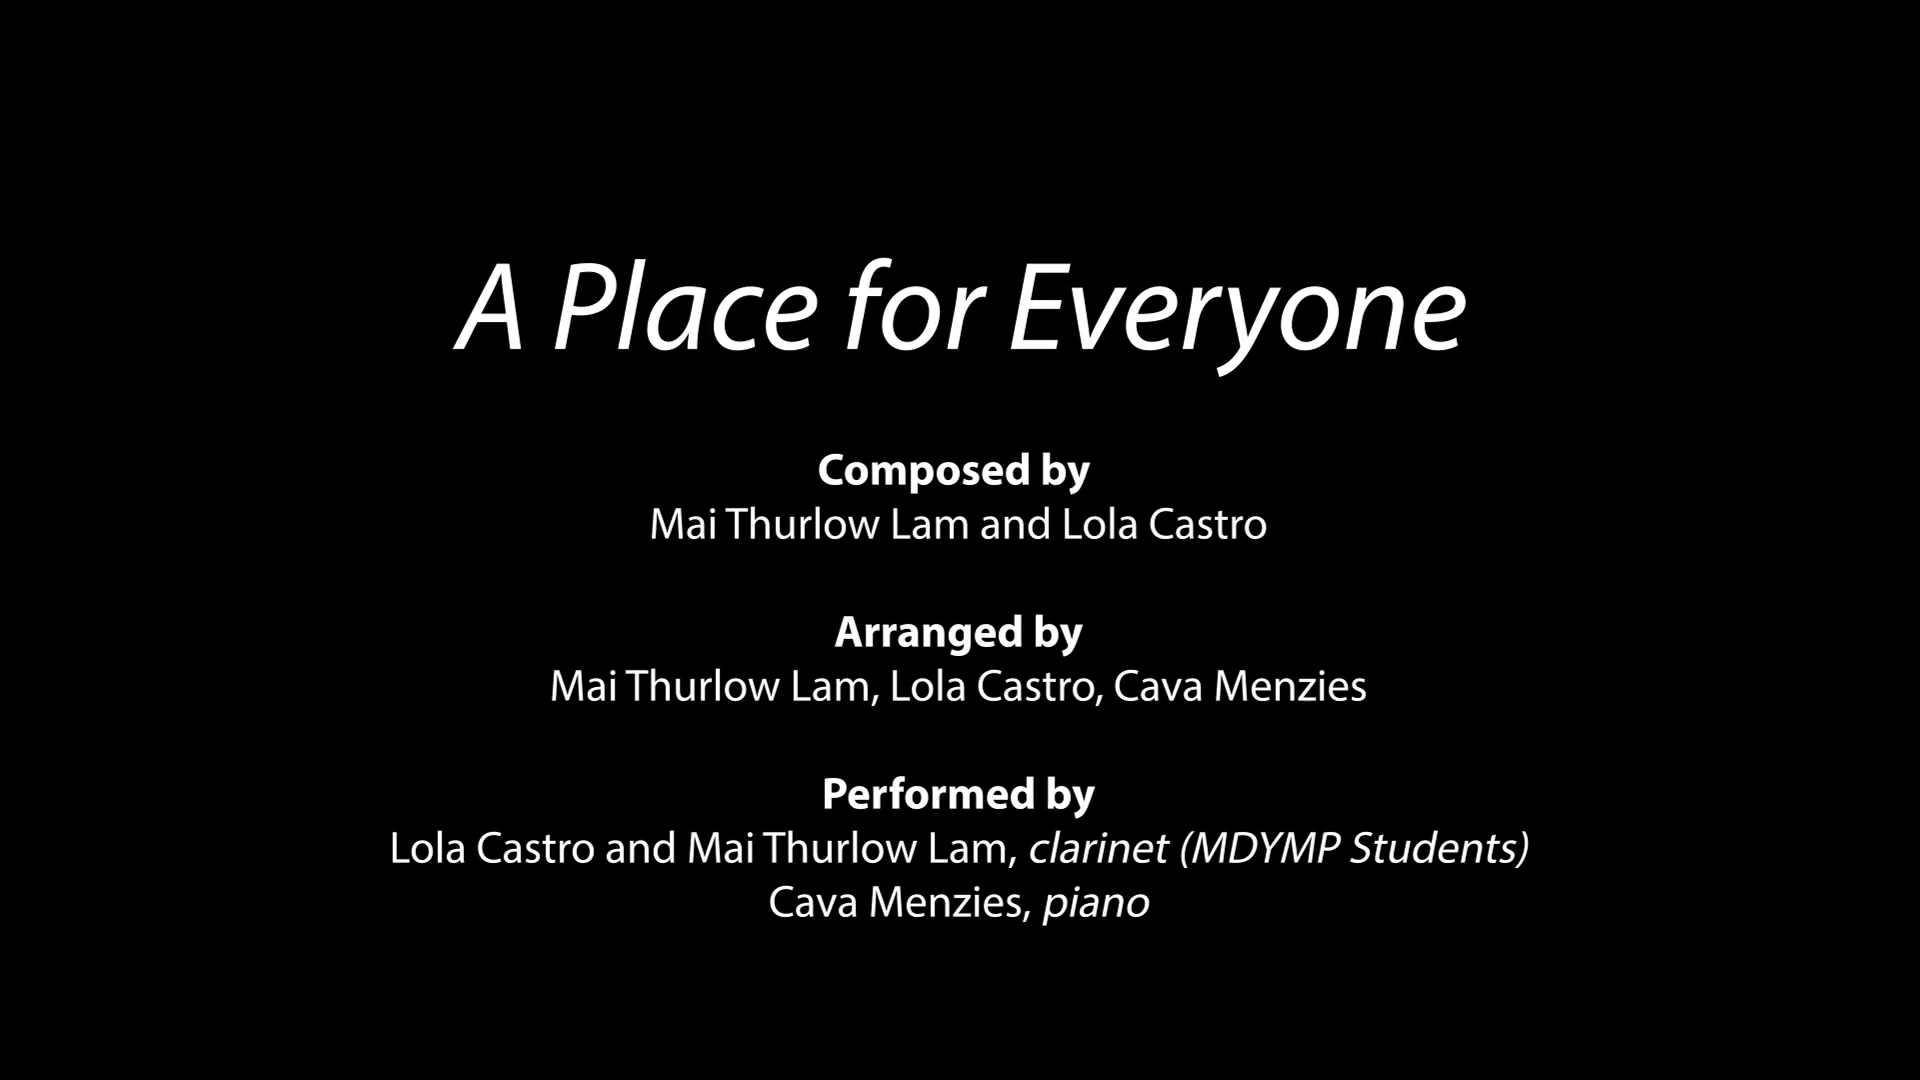 A Place for Everyone
Composed by
Mai Thurlow Lam and Lola Castro
Arranged by
Mai Thurlow Lam, Lola Castro, Cava Menzies
Performed by
Lola Castro and Mai Thurlow Lam, clarinet (MDYMP Students)
Cava Menzies, piano